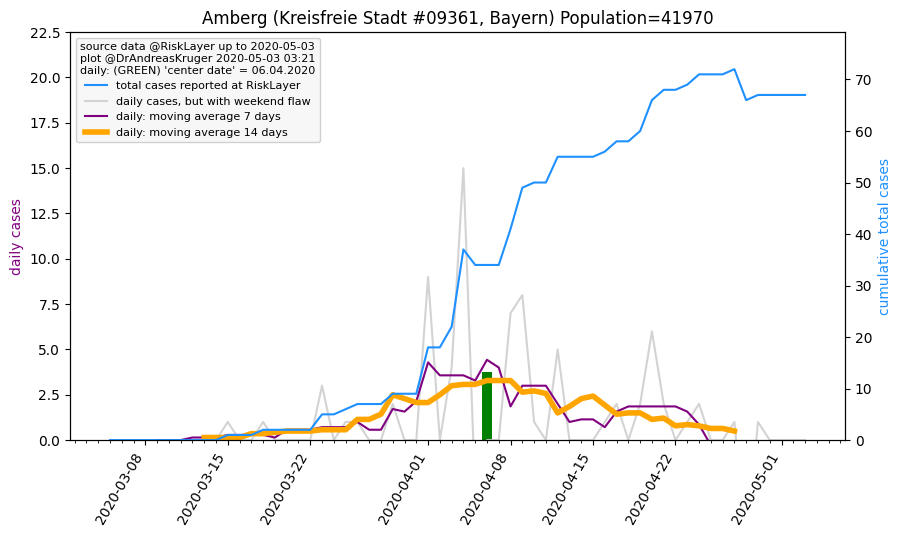 Amberg (Kreisfreie Stadt #09361, Bayern) Population=41970
source data @RiskLayer up to 2020-05-03
plot @DrAndreasKruger 2020-05-03 03:21
daily: (GREEN) 'center date' = 06.04.2020
total cases reported at RiskLayer
daily cases, but with weekend flaw
daily: moving average 7 days
daily: moving average 14 days
daily cases
22.5
20.0
17.5
15.0
12.5
10.0
7.5
5.0
2.5
0.0
cumulative total cases
70
60
50
40
30
20
10
0
2020-03-08
2020-03-15
2020-03-22
2020-04-01
2020-04-08
2020-04-15
2020-04-22
2020-05-01